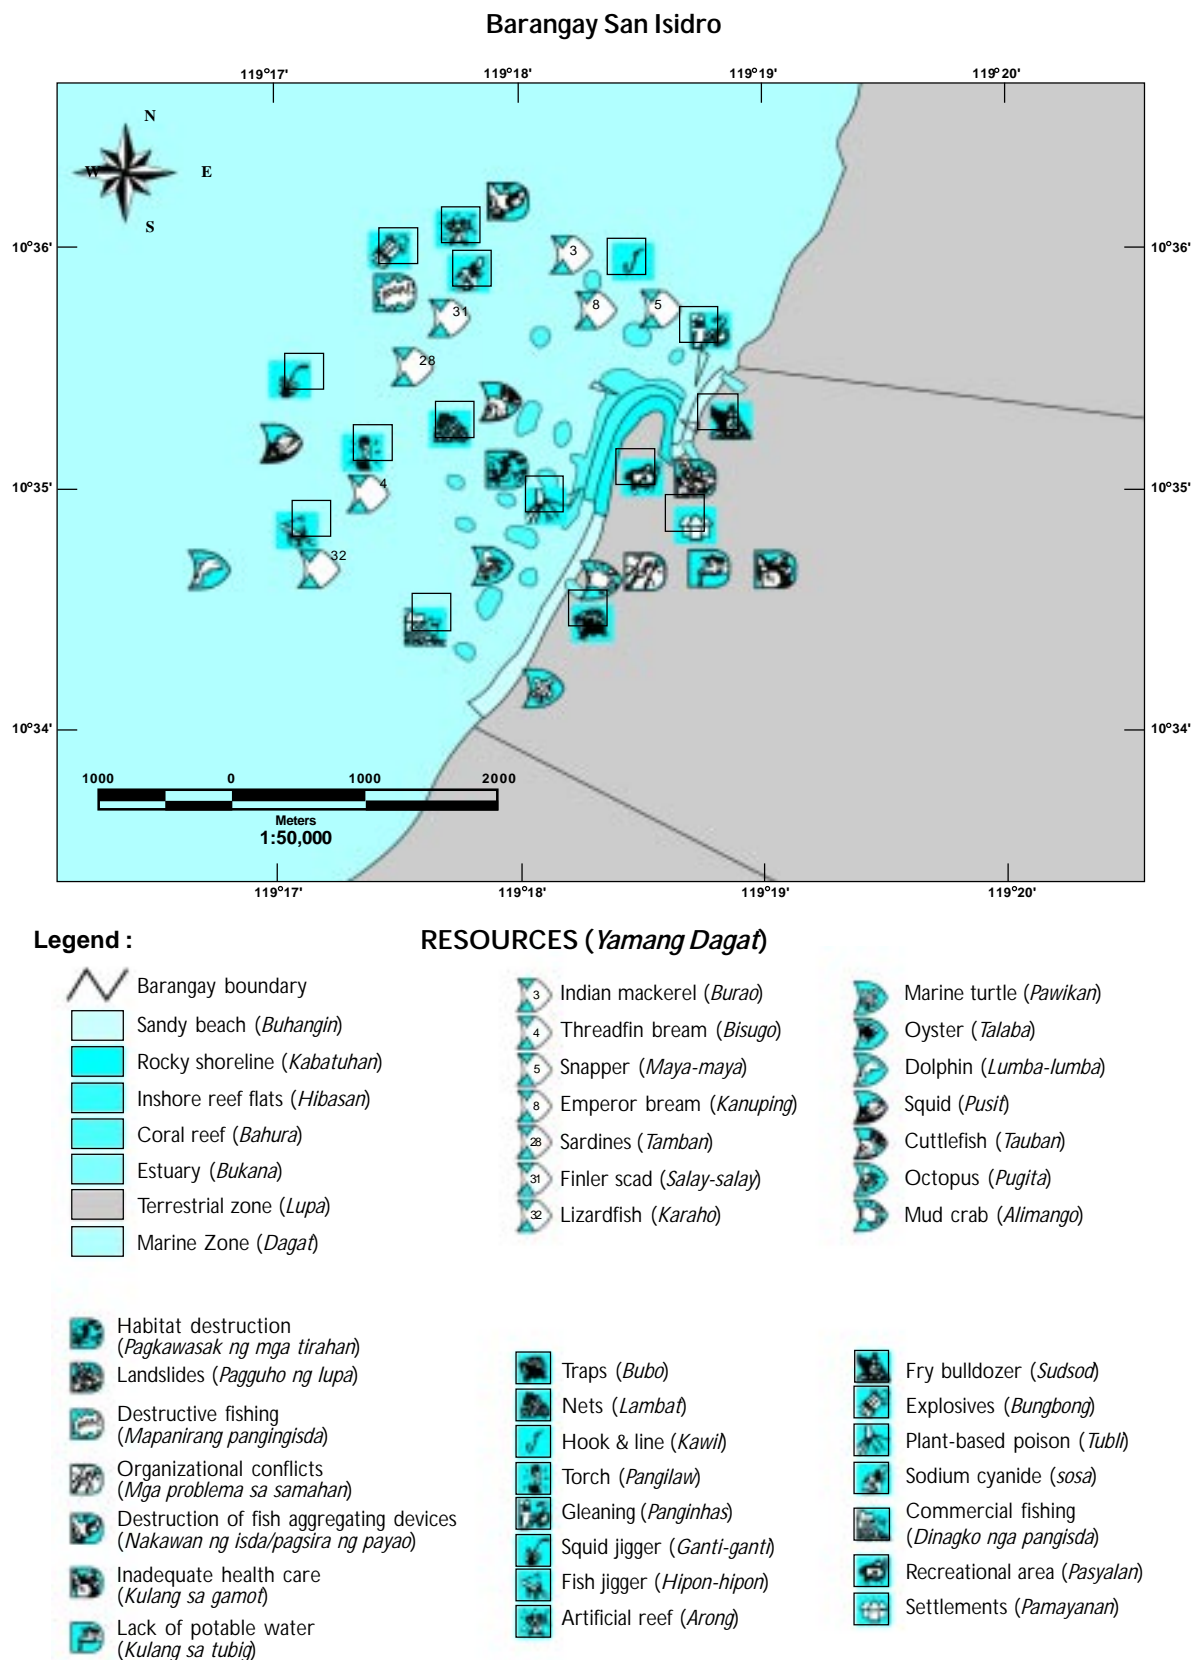 Barangay San Isidro
119°17' 119°18' 119°19' 119°20'
N
W E
S
10°36' 10°36'
3
8 5
31
28
4
10°35' 10°35'
32
10°34' 10°34'
1000 0 1000 2000
Meters
1:50,000
119°17' 119°18' 119°19' 119°20'
Legend :
Barangay boundary
Sandy beach (Buhangin)
Rocky shoreline (Kabatuhan)
Inshore reef flats (Hibasan)
Coral reef (Bahura)
Estuary (Bukana)
Terrestrial zone (Lupa)
Marine Zone (Dagat)
RESOURCES (Yamang Dagat)
3 Indian mackerel (Burao)
4 Threadfin bream (Bisugo)
5 Snapper (Maya-maya)
8 Emperor bream (Kanuping)
28 Sardines (Tamban)
31 Finler scad (Salay-salay)
32 Lizardfish (Karaho)
Marine turtle (Pawikan)
Oyster (Talaba)
Dolphin (Lumba-lumba)
Squid (Pusit)
Cuttlefish (Tauban)
Octopus (Pugita)
Mud crab (Alimango)
Habitat destruction
(Pagkawasak ng mga tirahan)
Landslides (Pagguho ng lupa)
Destructive fishing
(Mapanirang pangingisda)
Organizational conflicts
(Mga problema sa samahan)
Destruction of fish aggregating devices
(Nakawan ng isda/pagsira ng payao)
Inadequate health care
(Kulang sa gamot)
Lack of potable water
(Kulang sa tubig)
Traps (Bubo)
Nets (Lambat)
Hook & line (Kawil)
Torch (Pangilaw)
Gleaning (Panginhas)
Squid jigger (Ganti-ganti)
Fish jigger (Hipon-hipon)
Artificial reef (Arong)
Fry bulldozer (Sudsod)
Explosives (Bungbong)
Plant-based poison (Tubli)
Sodium cyanide (sosa)
Commercial fishing
(Dinagko nga pangisda)
Recreational area (Pasyalan)
Settlements (Pamayanan)